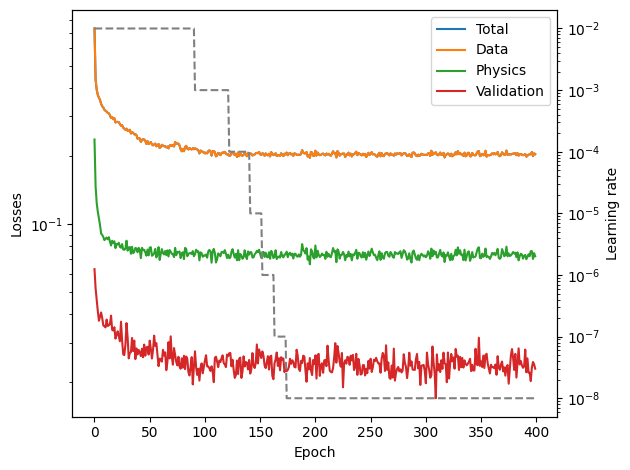 Total
Data
Physics
Validation
Losses
10⁻¹
10⁻²
10⁻³
10⁻⁴
10⁻⁵
10⁻⁶
10⁻⁷
10⁻⁸
Learning rate
0 50 100 150 200 250 300 350 400
Epoch